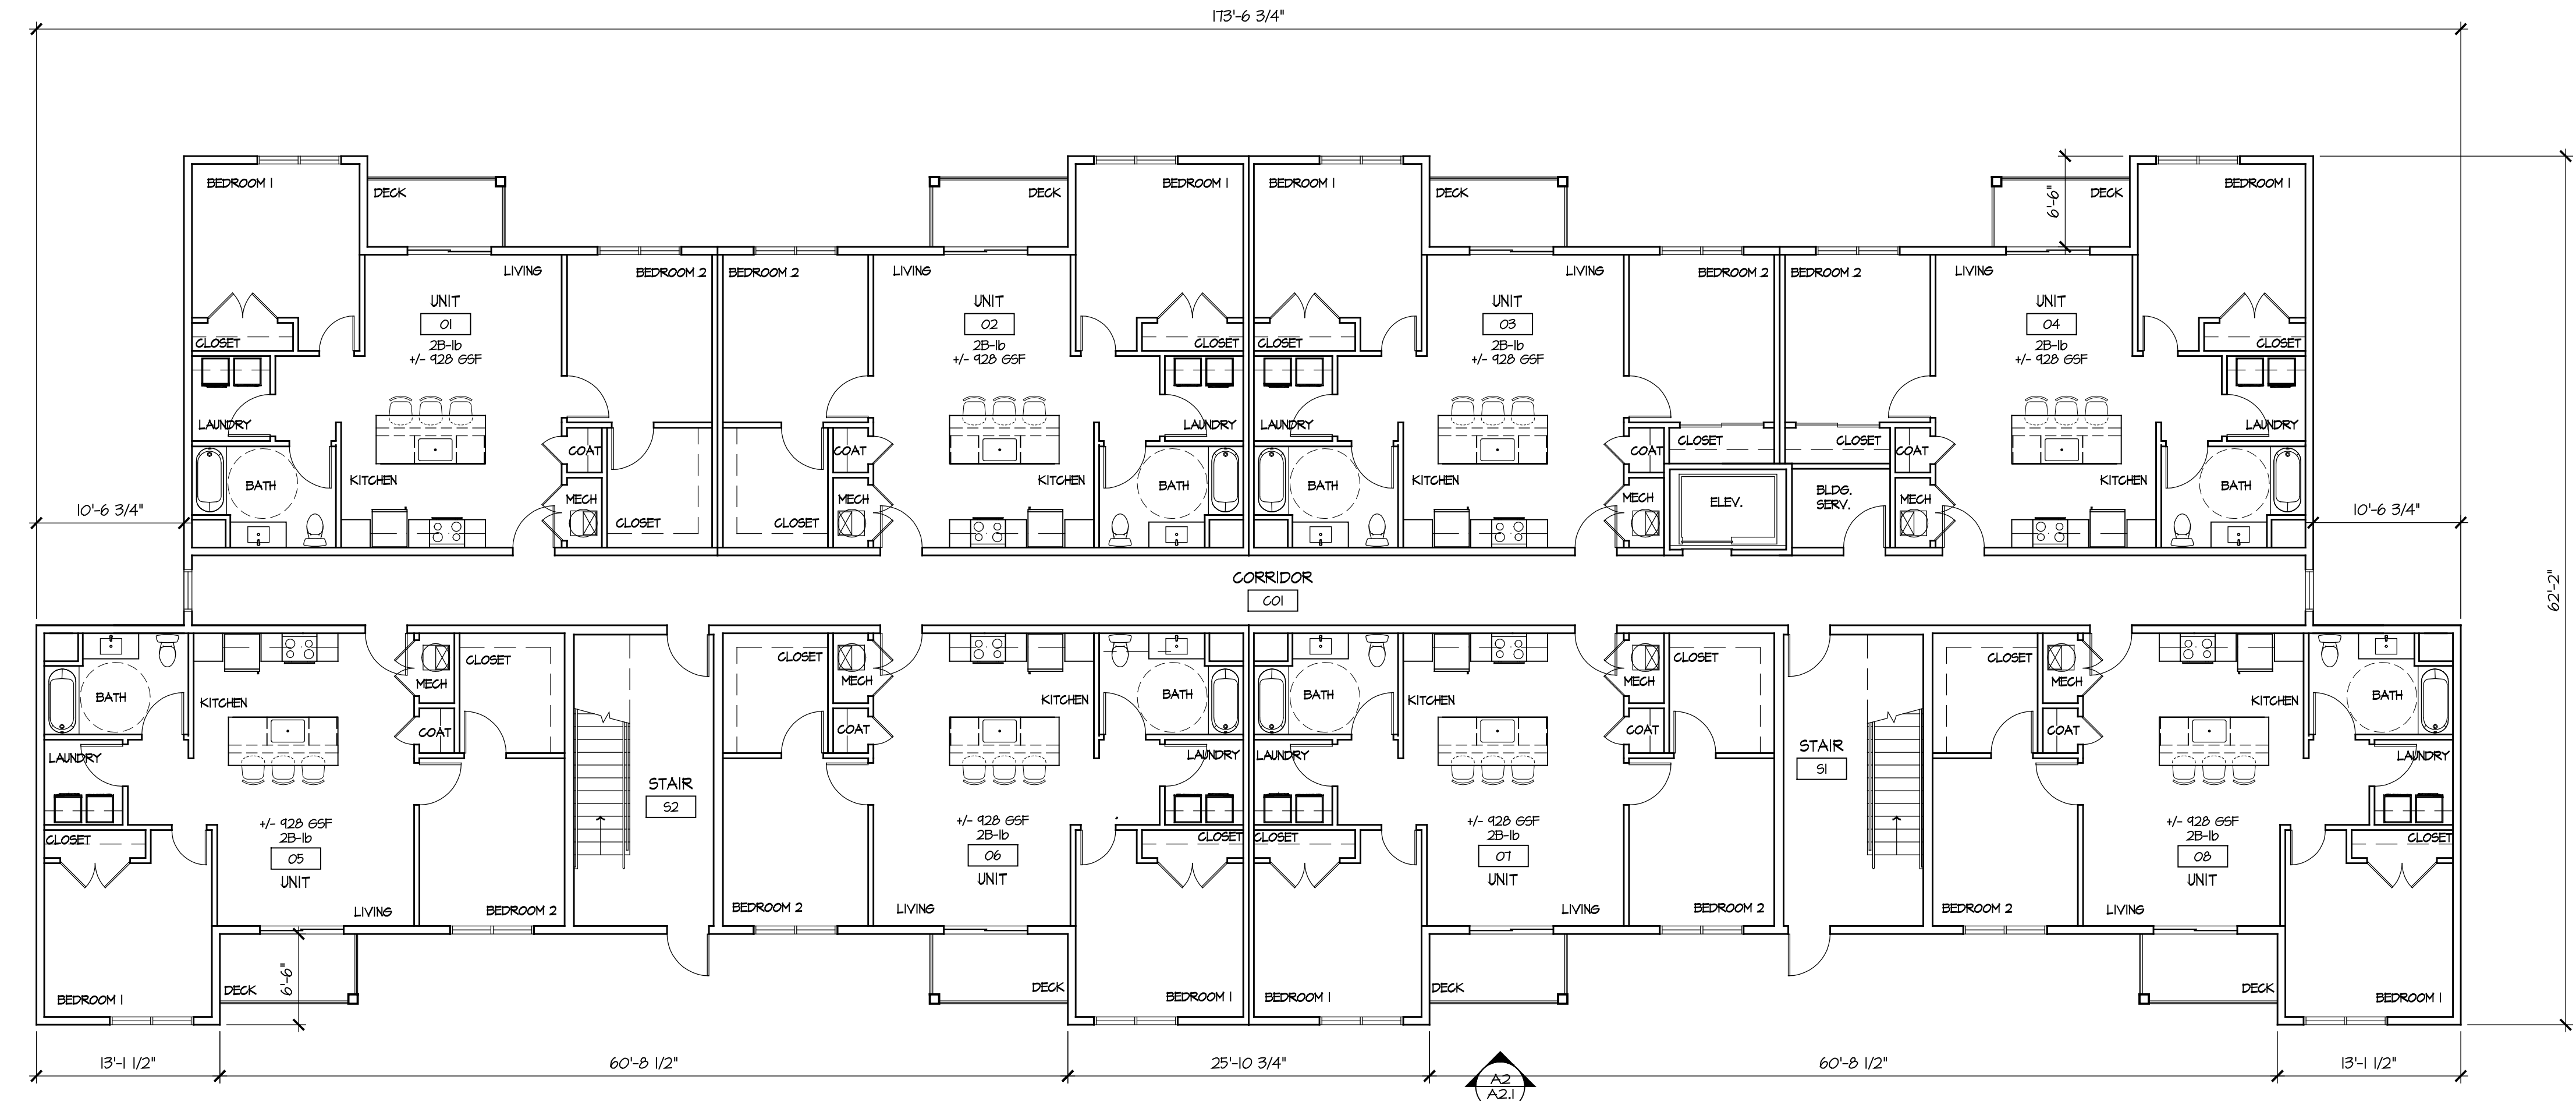 173'-6 3/4"
BEDROOM 1
DECK
DECK
BEDROOM 1
BEDROOM 1
DECK
6'-6"
DECK
BEDROOM 1
LIVING
BEDROOM 2
BEDROOM 2
LIVING
LIVING
BEDROOM 2
BEDROOM 2
LIVING
UNIT
01
2B-1b
+/- 928 GSF
UNIT
02
2B-1b
+/- 928 GSF
UNIT
03
2B-1b
+/- 928 GSF
UNIT
04
2B-1b
+/- 928 GSF
CLOSET
CLOSET
CLOSET
CLOSET
LAUNDRY
LAUNDRY
LAUNDRY
LAUNDRY
COAT
COAT
COAT
CLOSET
CLOSET
COAT
BATH
KITCHEN
MECH
CLOSET
CLOSET
MECH
KITCHEN
BATH
BATH
KITCHEN
MECH
ELEV.
BLDG.
SERV.
MECH
KITCHEN
BATH
10'-6 3/4"
10'-6 3/4"
CORRIDOR
C01
62'-2"
BATH
KITCHEN
MECH
CLOSET
COAT
CLOSET
MECH
COAT
KITCHEN
BATH
BATH
KITCHEN
MECH
COAT
CLOSET
CLOSET
MECH
COAT
KITCHEN
BATH
LAUNDRY
STAIR
S2
LAUNDRY
LAUNDRY
STAIR
S1
LAUNDRY
CLOSET
CLOSET
CLOSET
CLOSET
+/- 928 GSF
2B-1b
05
UNIT
+/- 928 GSF
2B-1b
06
UNIT
+/- 928 GSF
2B-1b
07
UNIT
+/- 928 GSF
2B-1b
08
UNIT
LIVING
BEDROOM 2
BEDROOM 2
LIVING
LIVING
BEDROOM 2
BEDROOM 2
LIVING
BEDROOM 1
DECK
6'-6"
DECK
BEDROOM 1
BEDROOM 1
DECK
DECK
BEDROOM 1
13'-1 1/2"
60'-8 1/2"
25'-10 3/4"
60'-8 1/2"
13'-1 1/2"
A2
A2.1